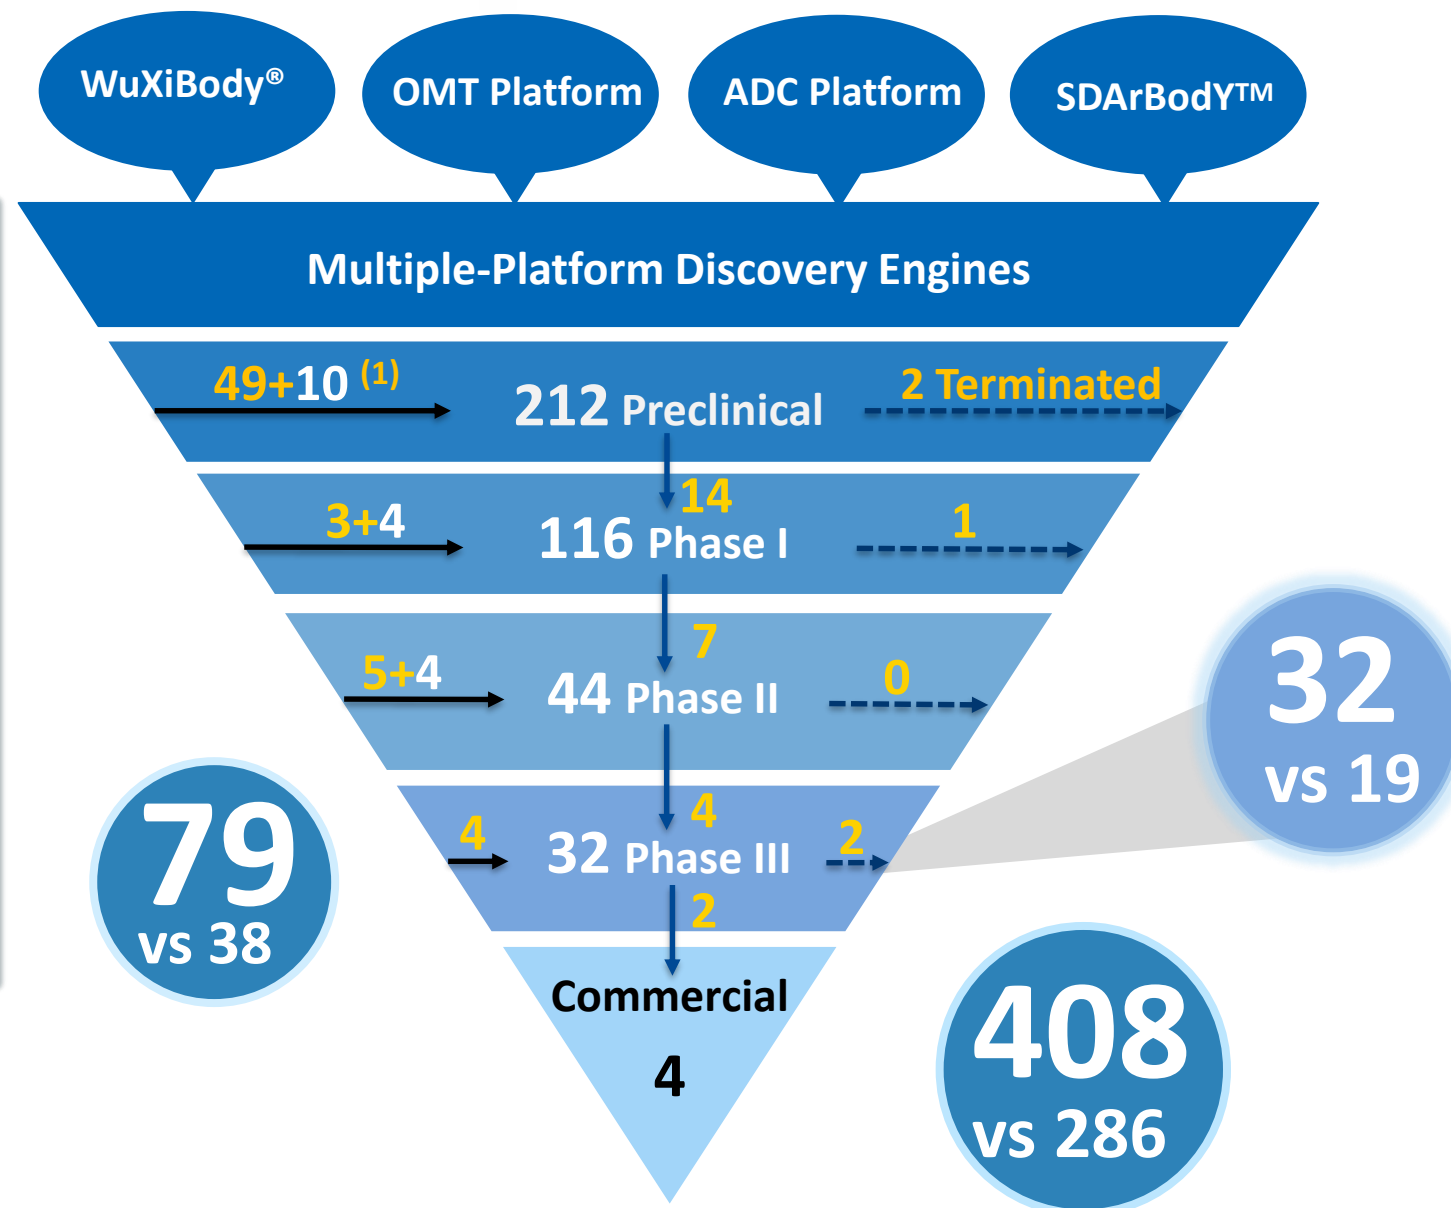 WuXiBody®
OMT Platform
ADC Platform
SDArBodY™
Multiple-Platform Discovery Engines
49+10 (1)
212 Preclinical
2 Terminated
14
3+4
116 Phase I
1
7
5+4
44 Phase II
0
4
4
32 Phase III
2
2
Commercial
4
32
vs 19
79
vs 38
408
vs 286